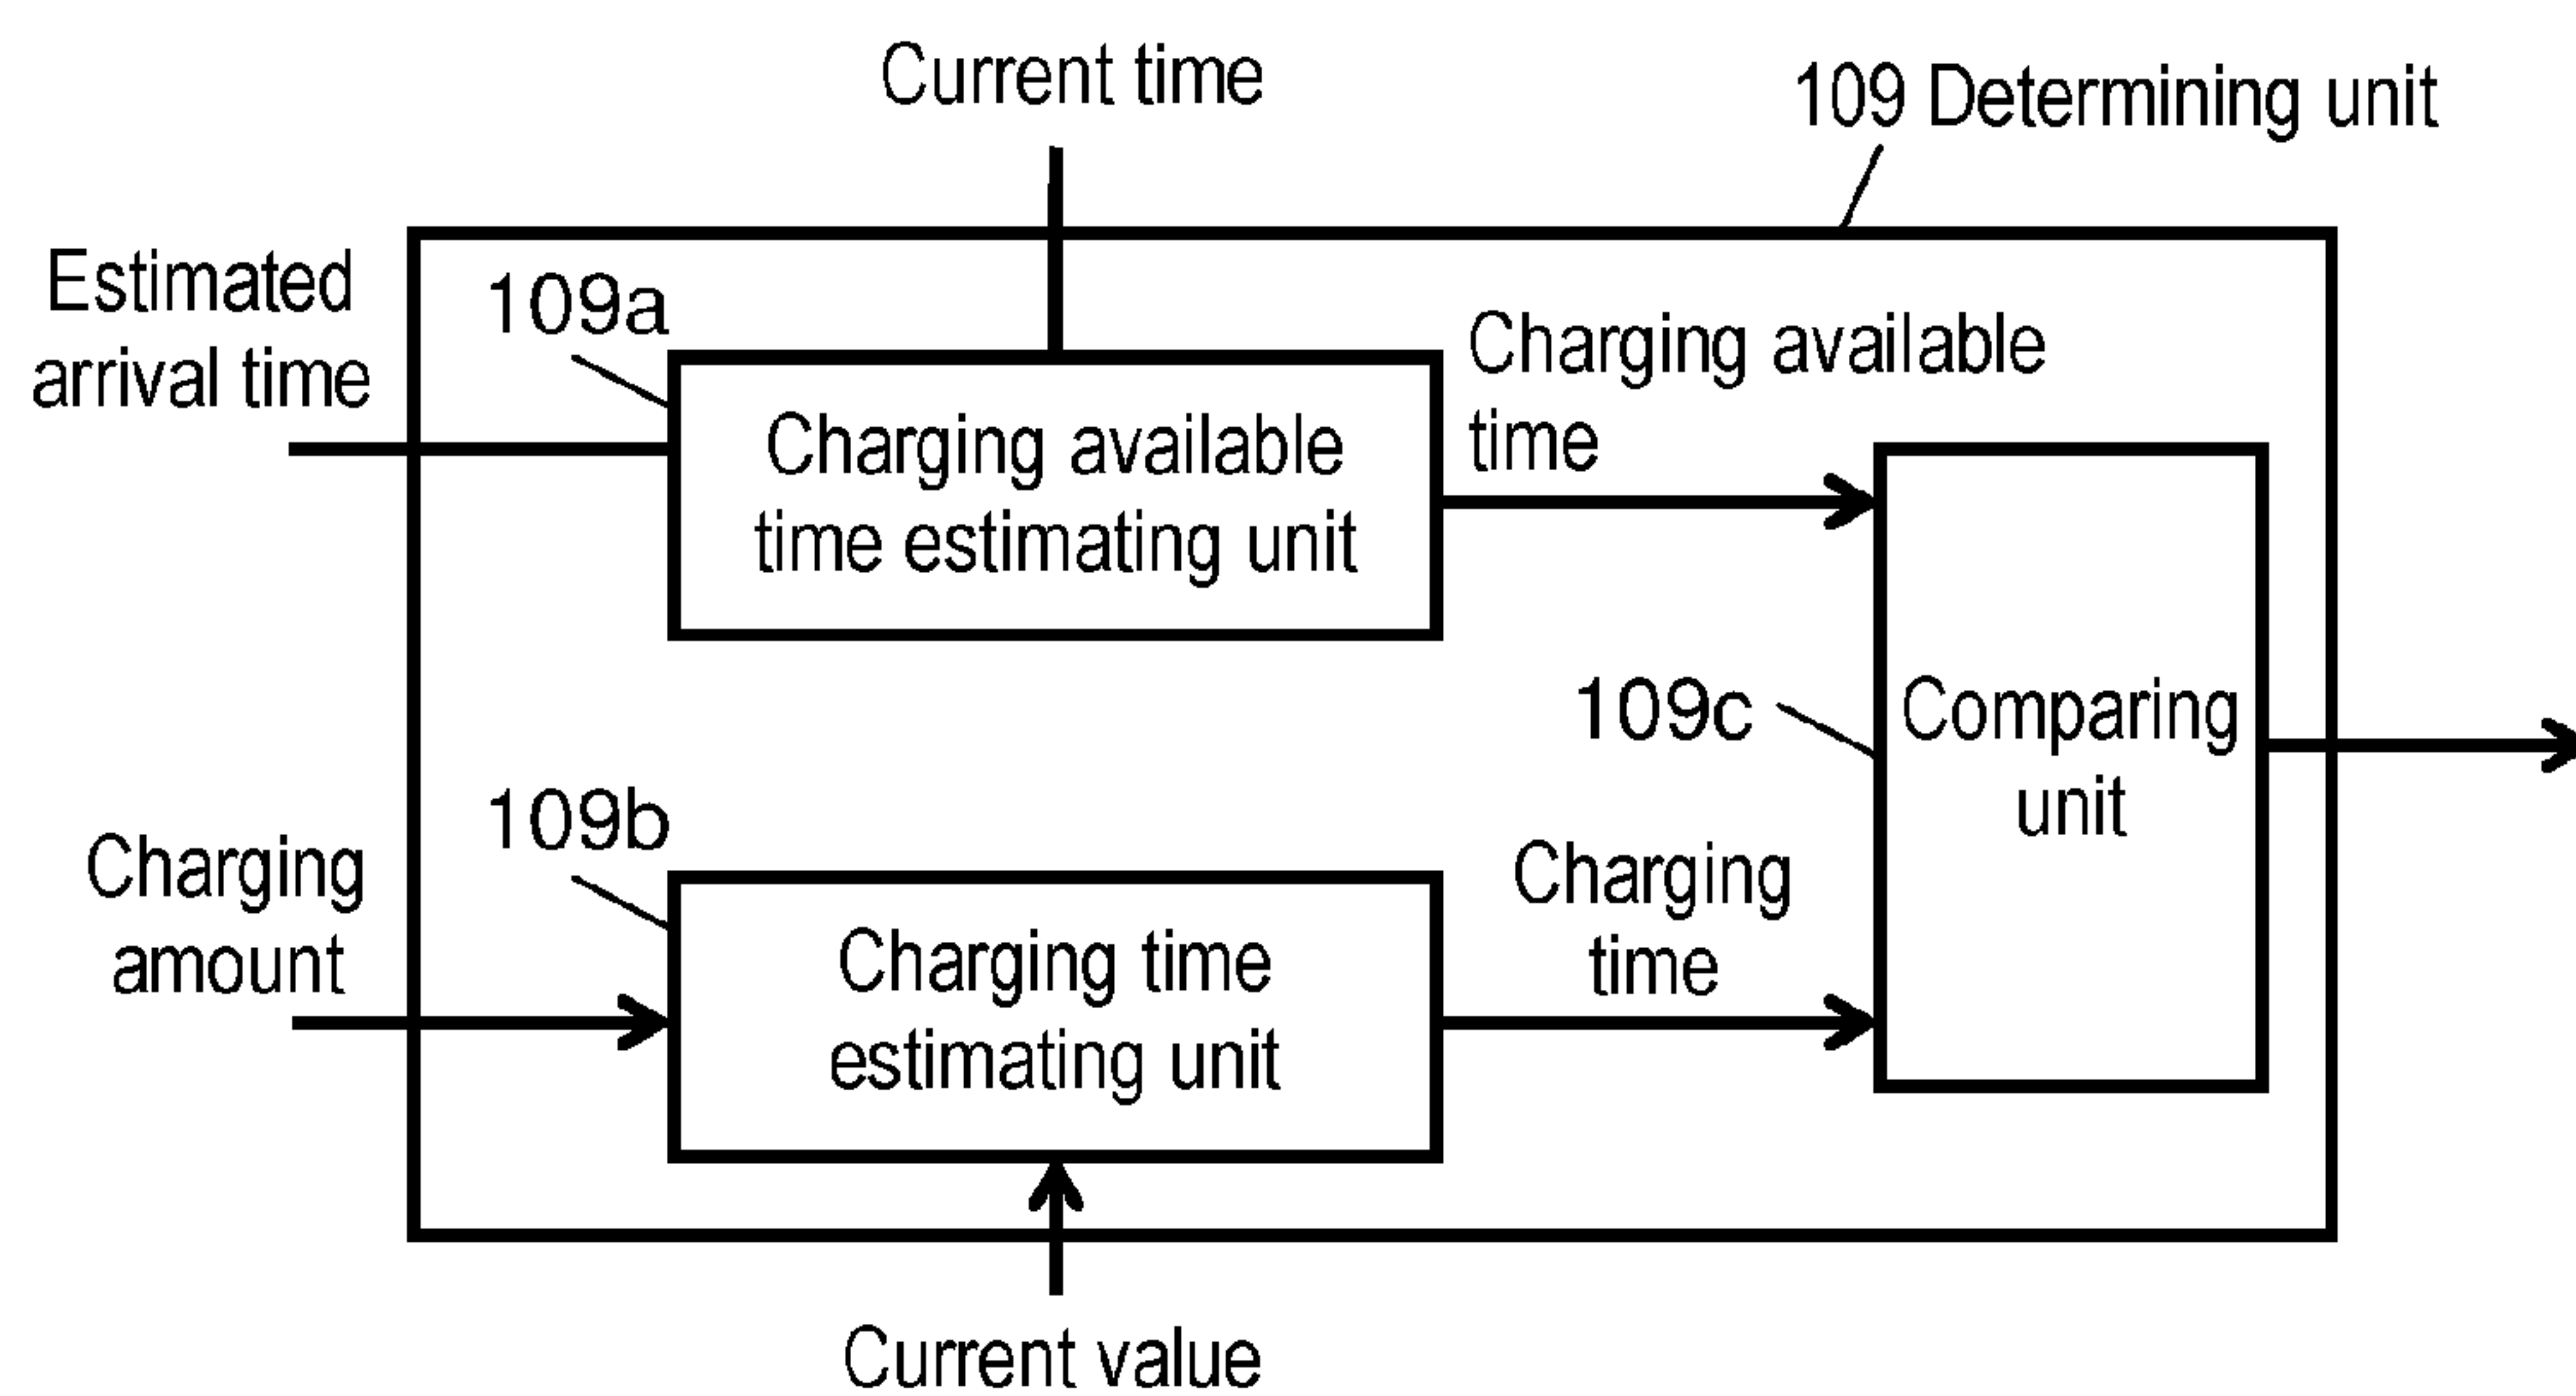 Current time
109 Determining unit
Estimated
arrival time
109a
Charging available
time estimating unit
Charging available
time
109c
Comparing
unit
Charging
amount
109b
Charging time
estimating unit
Charging
time
Current value